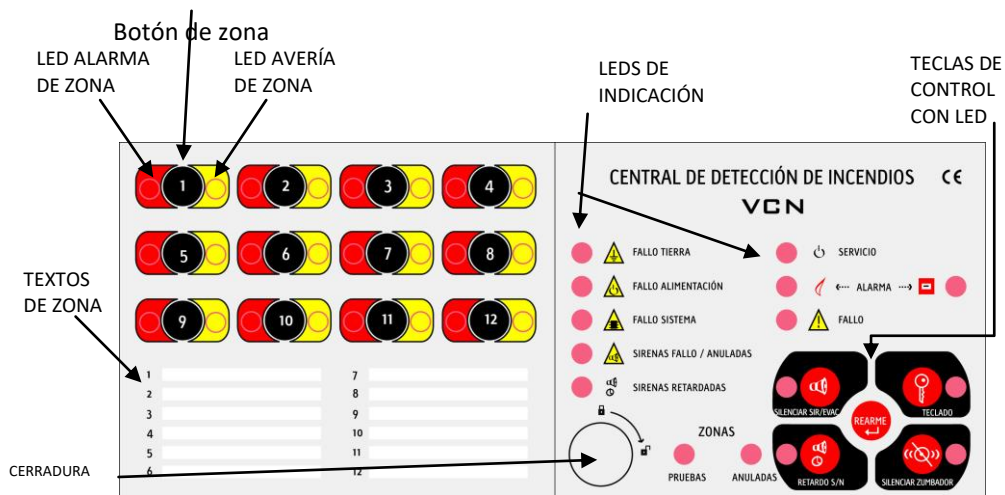 Botón de zona
LED ALARMA
DE ZONA
LED AVERÍA
DE ZONA
LEDS DE
INDICACIÓN
TECLAS DE
CONTROL
CON LED
1
2
3
4
5
6
7
8
9
10
11
12
TEXTOS
DE ZONA
1
2
3
4
5
6
7
8
9
10
11
12
CERRADURA
CENTRAL DE DETECCIÓN DE INCENDIOS CE
VCN
FALLO TIERRA
FALLO ALIMENTACIÓN
FALLO SISTEMA
SIRENAS FALLO / ANULADAS
SIRENAS RETARDADAS
SERVICIO
ALARMA
FALLO
ZONAS
PRUEBAS
ANULADAS
SILENCIAR SIR/EVAC
TECLADO
REARME
RETARDO S/N
SILENCIAR ZUMBADOR